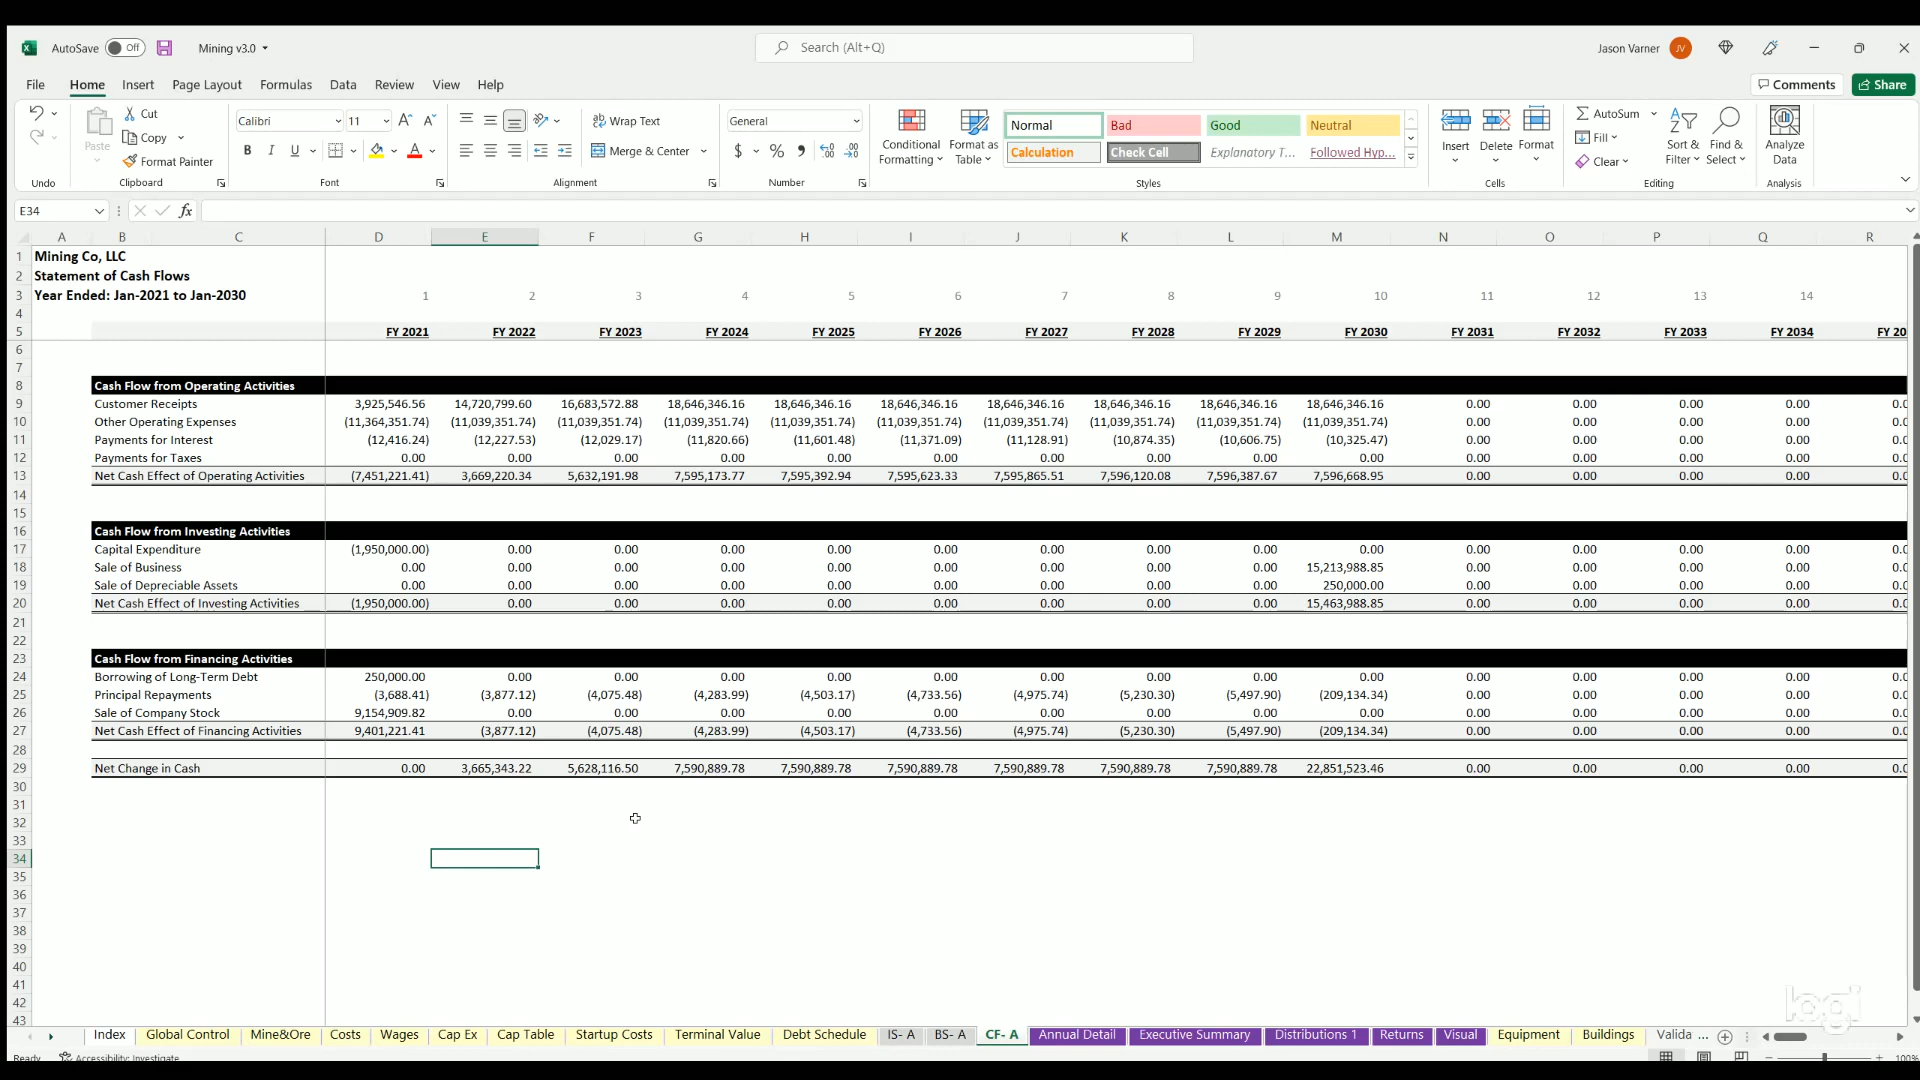 AutoSave Off Mining v3.0 Search (Alt+Q) Jason Varner JV
File Home Insert Page Layout Formulas Data Review View Help Comments Share
Cut Calibri 11 Wrap Text General Normal Bad Good Neutral AutoSum
Copy Fill
Paste Format Painter B I U Merge & Center $ % Conditional Formatting Format as Table Calculation Check Cell Explanatory T... Followed Hyp... Insert Delete Format Clear Sort & Filter Find & Select Analyze Data
Undo Clipboard Font Alignment Number Styles Cells Editing Analysis
E34 fx
A B C D E F G H I J K L M N O P Q R
1 Mining Co, LLC
2 Statement of Cash Flows
3 Year Ended: Jan-2021 to Jan-2030 1 2 3 4 5 6 7 8 9 10 11 12 13 14
4
5 FY 2021 FY 2022 FY 2023 FY 2024 FY 2025 FY 2026 FY 2027 FY 2028 FY 2029 FY 2030 FY 2031 FY 2032 FY 2033 FY 2034 FY 20
6
7
8 Cash Flow from Operating Activities
9 Customer Receipts 3,925,546.56 14,720,799.60 16,683,572.88 18,646,346.16 18,646,346.16 18,646,346.16 18,646,346.16 18,646,346.16 18,646,346.16 18,646,346.16 0.00 0.00 0.00 0.00 0.0
10 Other Operating Expenses (11,364,351.74) (11,039,351.74) (11,039,351.74) (11,039,351.74) (11,039,351.74) (11,039,351.74) (11,039,351.74) (11,039,351.74) (11,039,351.74) (11,039,351.74) 0.00 0.00 0.00 0.00 0.0
11 Payments for Interest (12,416.24) (12,227.53) (12,029.17) (11,820.66) (11,601.48) (11,371.09) (11,128.91) (10,874.35) (10,606.75) (10,325.47) 0.00 0.00 0.00 0.00 0.0
12 Payments for Taxes 0.00 0.00 0.00 0.00 0.00 0.00 0.00 0.00 0.00 0.00 0.00 0.00 0.00 0.00 0.0
13 Net Cash Effect of Operating Activities (7,451,221.41) 3,669,220.34 5,632,191.98 7,595,173.77 7,595,392.94 7,595,623.33 7,595,865.51 7,596,120.08 7,596,387.67 7,596,668.95 0.00 0.00 0.00 0.00 0.0
14
15
16 Cash Flow from Investing Activities
17 Capital Expenditure (1,950,000.00) 0.00 0.00 0.00 0.00 0.00 0.00 0.00 0.00 0.00 0.00 0.00 0.00 0.00 0.0
18 Sale of Business 0.00 0.00 0.00 0.00 0.00 0.00 0.00 0.00 0.00 15,213,988.85 0.00 0.00 0.00 0.00 0.0
19 Sale of Depreciable Assets 0.00 0.00 0.00 0.00 0.00 0.00 0.00 0.00 0.00 250,000.00 0.00 0.00 0.00 0.00 0.0
20 Net Cash Effect of Investing Activities (1,950,000.00) 0.00 0.00 0.00 0.00 0.00 0.00 0.00 0.00 15,463,988.85 0.00 0.00 0.00 0.00 0.0
21
22
23 Cash Flow from Financing Activities
24 Borrowing of Long-Term Debt 250,000.00 0.00 0.00 0.00 0.00 0.00 0.00 0.00 0.00 0.00 0.00 0.00 0.00 0.00 0.0
25 Principal Repayments (3,688.41) (3,877.12) (4,075.48) (4,283.99) (4,503.17) (4,733.56) (4,975.74) (5,230.30) (5,497.90) (209,134.34) 0.00 0.00 0.00 0.00 0.0
26 Sale of Company Stock 9,154,909.82 0.00 0.00 0.00 0.00 0.00 0.00 0.00 0.00 0.00 0.00 0.00 0.00 0.00 0.0
27 Net Cash Effect of Financing Activities 9,401,221.41 (3,877.12) (4,075.48) (4,283.99) (4,503.17) (4,733.56) (4,975.74) (5,230.30) (5,497.90) (209,134.34) 0.00 0.00 0.00 0.00 0.0
28
29 Net Change in Cash 0.00 3,665,343.22 5,628,116.50 7,590,889.78 7,590,889.78 7,590,889.78 7,590,889.78 7,590,889.78 7,590,889.78 22,851,523.46 0.00 0.00 0.00 0.00 0.0
30
31
32
33
34
35
36
37
38
39
40
41
42
43
logi
Index Global Control Mine&Ore Costs Wages Cap Ex Cap Table Startup Costs Terminal Value Debt Schedule IS- A BS- A CF- A Annual Detail Executive Summary Distributions 1 Returns Visual Equipment Buildings Valida ...
Ready Accessibility: Investigate 100%